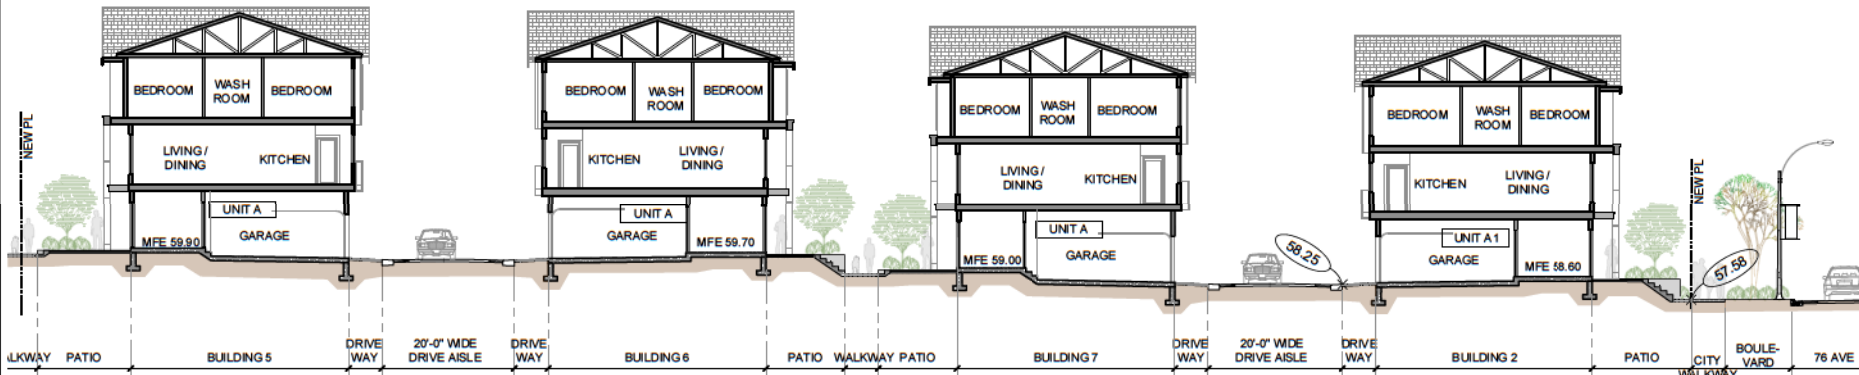 NEW PL
BEDROOM
WASH
ROOM
BEDROOM
LIVING /
DINING
KITCHEN
UNIT A
MFE 59.90
GARAGE
BEDROOM
WASH
ROOM
BEDROOM
KITCHEN
LIVING /
DINING
UNIT A
GARAGE
MFE 59.70
BEDROOM
WASH
ROOM
BEDROOM
LIVING /
DINING
KITCHEN
UNIT A
MFE 59.00
GARAGE
58.25
BEDROOM
WASH
ROOM
BEDROOM
KITCHEN
LIVING /
DINING
UNIT A1
GARAGE
MFE 58.60
NEW PL
57.58
ALKWAY
PATIO
BUILDING 5
DRIVE
WAY
20'-0" WIDE
DRIVE AISLE
DRIVE
WAY
BUILDING 6
PATIO
WALKWAY
PATIO
BUILDING 7
DRIVE
WAY
20'-0" WIDE
DRIVE AISLE
DRIVE
WAY
BUILDING 2
PATIO
CITY
WALKWAY
BOULE-
VARD
76 AVE